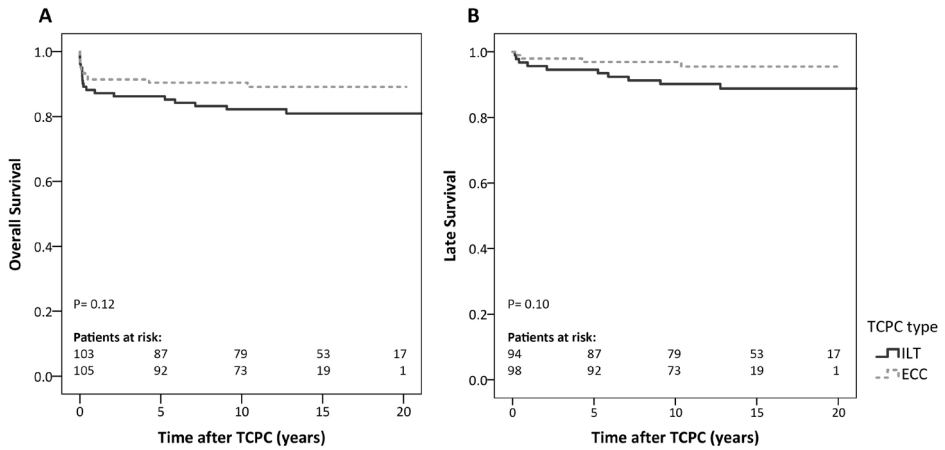 A
1.0
0.8
0.6
0.4
0.2
0.0
Overall Survival
P= 0.12
Patients at risk:
103 87 79 53 17
105 92 73 19 1
0 5 10 15 20
Time after TCPC (years)
B
1.0
0.8
0.6
0.4
0.2
0.0
Late Survival
P= 0.10
Patients at risk:
94 87 79 53 17
98 92 73 19 1
0 5 10 15 20
Time after TCPC (years)
TCPC type
ILT
ECC